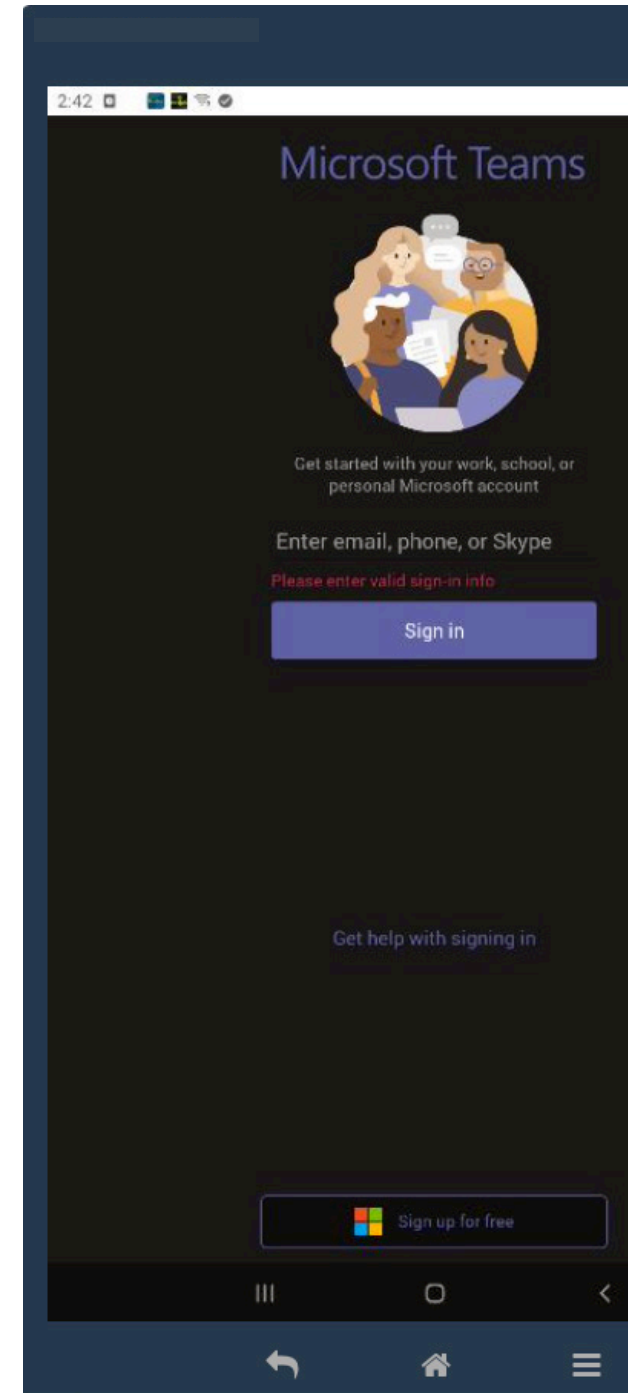 2:42
Microsoft Teams
Get started with your work, school, or
personal Microsoft account
Enter email, phone, or Skype
Please enter valid sign-in info
Sign in
Get help with signing in
Sign up for free